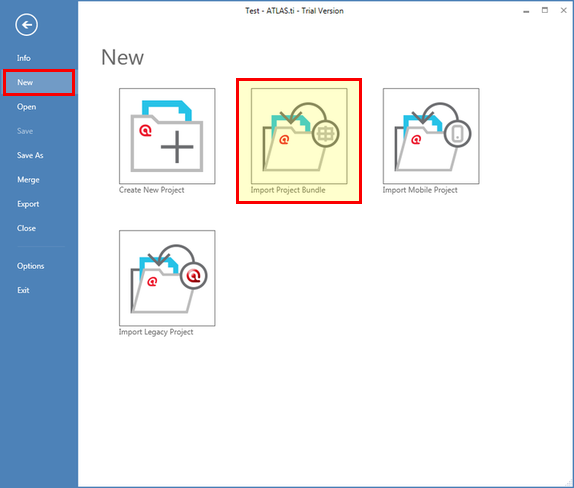 Test - ATLAS.ti - Trial Version
Info
New
Open
Save
Save As
Merge
Export
Close
Options
Exit
New
Create New Project
Import Project Bundle
Import Mobile Project
Import Legacy Project